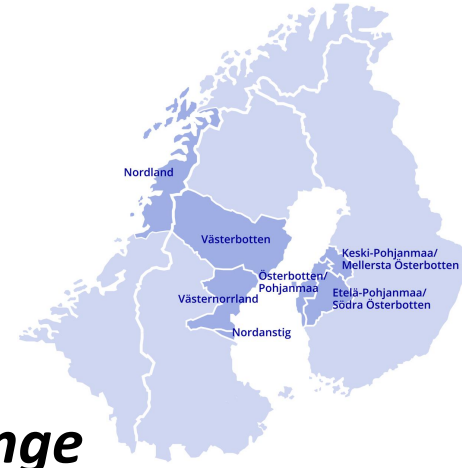 Nordland
Västerbotten
Keski-Pohjanmaa/
Mellersta Österbotten
Österbotten/
Pohjanmaa
Etelä-Pohjanmaa/
Södra Österbotten
Västernorrland
Nordanstig
nge